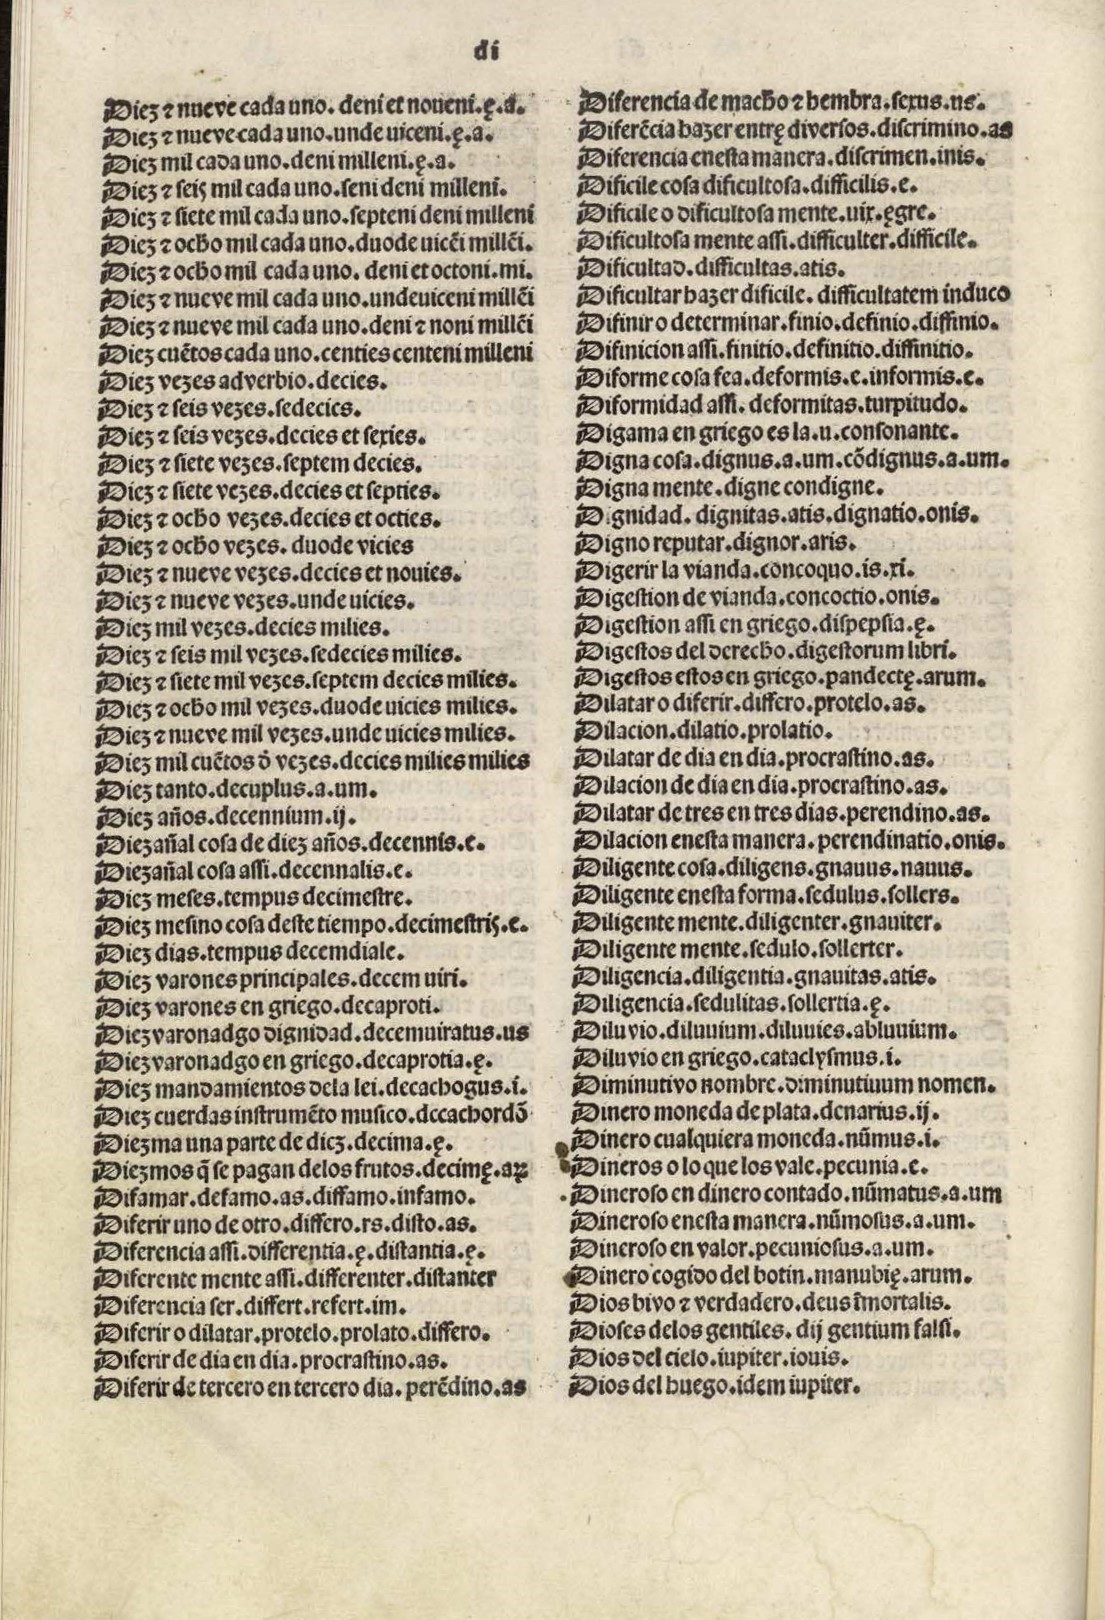 di
Diez ⁊ nueve cada uno. deni et noveni.ę.a.
Diez ⁊ nueve cada uno.unde uiceni.ę.a.
Diez mil cada uno.deni milleni.ę.a.
Diez ⁊ seis mil cada uno.seni deni milleni.
Diez ⁊ siete mil cada uno.septeni deni milleni
Diez ⁊ ocho mil cada uno.duode uicēi millēi.
Diez ⁊ ocho mil cada uno. deni et octoni.mi.
Diez ⁊ nueve mil cada uno.undeuiceni millēi
Diez ⁊ nueve mil cada uno.deni ⁊ noni millēi
Diez cuētos cada uno.centies centeni milleni
Diez vezes adverbio.decies.
Diez ⁊ seis vezes.sedecies.
Diez ⁊ seis vezes.decies et sexies.
Diez ⁊ siete vezes.septem decies.
Diez ⁊ siete vezes.decies et septies.
Diez ⁊ ocho vezes.decies et octies.
Diez ⁊ ocho vezes. duode vicies
Diez ⁊ nueve vezes.decies et nouies.
Diez ⁊ nueve vezes.unde uicies.
Diez mil vezes.decies milies.
Diez ⁊ seis mil vezes.sedecies milies.
Diez ⁊ siete mil vezes.septem decies milies.
Diez ⁊ ocho mil vezes.duode uicies milies.
Diez ⁊ nueve mil vezes.unde uicies milies.
Diez mil cuētos đ vezes.decies milies milies
Diez tanto.decuplus.a.um.
Diez años.decennium.ij.
Diezañal cosa de diez años.decennis.e.
Diezañal cosa assi.decennalis.e.
Diez meses.tempus decimestre.
Diez mesino cosa deste tiempo.decimestris.e.
Diez dias.tempus decemdiale.
Diez varones principales.decem uiri.
Diez varones en griego.decaproti.
Diez varonadgo dignidad.decemuiratus.us
Diez varonadgo en griego.decaprotia.ę.
Diez mandamientos dela lei.decachogus.i.
Diez cuerdas instrumēto musico.decachordō
Diezma una parte de diez.decima.ę.
Diezmos q̄ se pagan delos frutos.decimę.aꝝ
Difamar.defamo.as.diffamo.infamo.
Diferir uno de otro.differo.rs.disto.as.
Diferencia assi.differentia.ę.distantia.ę.
Diferente mente assi.differenter.distanter
Diferencia ser.differt.refert.im.
Diferir o dilatar.protelo.prolato.differo.
Diferir de dia en dia.procrastino.as.
Diferir de tercero en tercero dia.perēdino.as
Diferencia de macho ⁊ hembra.sexus.us.
Diferēcia hazer entrę diversos.discrimino.as
Diferencia enesta manera.discrimen.inis.
Dificile cosa dificultosa.difficilis.e.
Dificile o dificultosa mente.uix.ęgre.
Dificultosa mente assi.difficulter.difficile.
Dificultad.difficultas.atis.
Dificultar hazer dificile. difficultatem induco
Difinir o determinar.finio.definio.diffinio.
Difinicion assi.finitio.definitio.diffinitio.
Diforme cosa fea.deformis.e.informis.e.
Diformidad assi. deformitas.turpitudo.
Digama en griego es la.u.consonante.
Digna cosa.dignus.a.um.cōdignus.a.um.
Digna mente.digne condigne.
Dignidad. dignitas.atis.dignatio.onis.
Digno reputar.dignor.aris.
Digerir la vianda.concoquo.is.xi.
Digestion de vianda.concoctio.onis.
Digestion assi en griego.dispepsia.ę.
Digestos del derecho.digestorum libri.
Digestos estos en griego.pandectę.arum.
Dilatar o diferir.differo.protelo.as.
Dilacion.dilatio.prolatio.
Dilatar de dia en dia.procrastino.as.
Dilacion de dia en dia.procrastino.as.
Dilatar de tres en tres dias.perendino.as.
Dilacion enesta manera.perendinatio.onis.
Diligente cosa.diligens.gnauus.nauus.
Diligente enesta forma.sedulus.sollers.
Diligente mente.diligenter.gnauiter.
Diligente mente.sedulo.sollerter.
Diligencia.diligentia.gnauitas.atis.
Diligencia.sedulitas.sollertia.ę.
Diluvio.diluuium.diluuies.abluuium.
Diluvio en griego.cataclysmus.i.
Diminutivo nombre.diminutiuum nomen.
Dinero moneda de plata.denarius.ij.
Dinero cualquiera moneda.nūmus.i.
Dineros o lo que los vale.pecunia.e.
Dineroso en dinero contado.nūmatus.a.um
Dineroso enesta manera.nūmosus.a.um.
Dineroso en valor.pecuniosus.a.um.
Dinero cogido del botin.manubię.arum.
Dios bivo ⁊ verdadero.deus īmortalis.
Dioses delos gentiles. dij gentium falsi.
Dios del cielo.iupiter.iovis.
Dios del huego.idem iupiter.